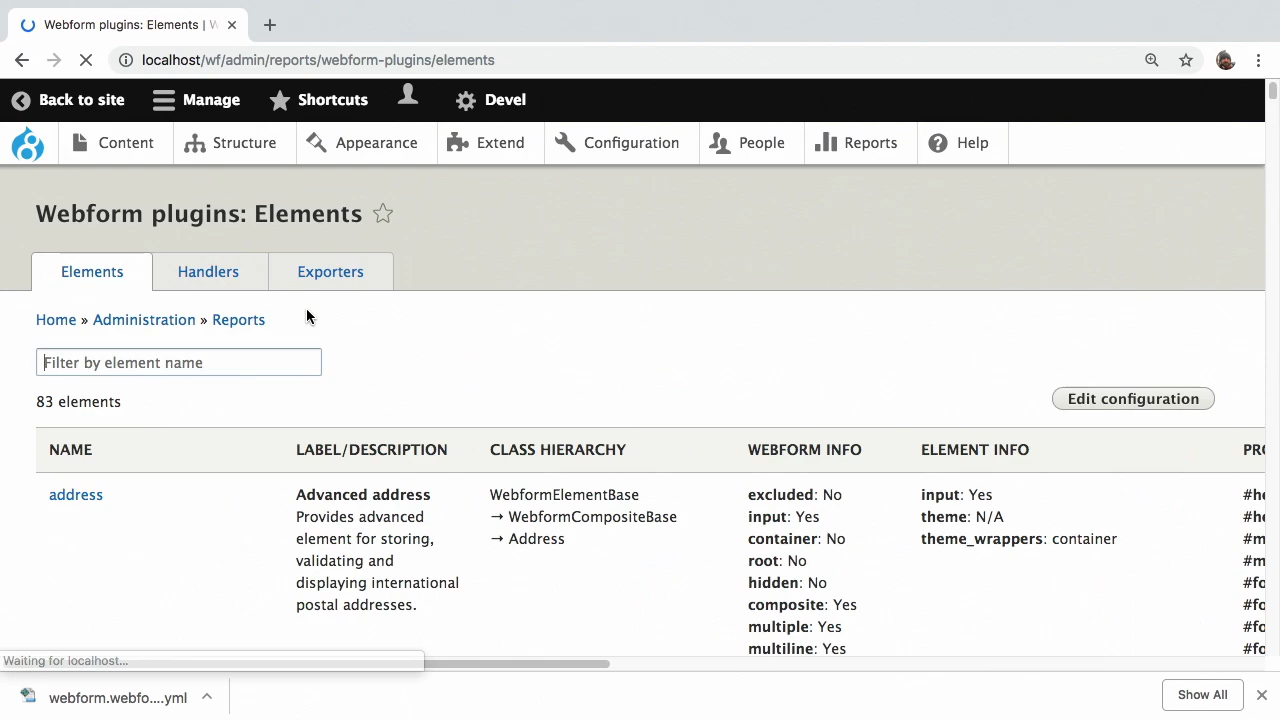 Webform plugins: Elements | W
localhost/wf/admin/reports/webform-plugins/elements
Back to site Manage Shortcuts Devel
Content Structure Appearance Extend Configuration People Reports Help
Webform plugins: Elements
Elements Handlers Exporters
Home » Administration » Reports
Filter by element name
83 elements
Edit configuration
NAME LABEL/DESCRIPTION CLASS HIERARCHY WEBFORM INFO ELEMENT INFO PRO
address Advanced address WebformElementBase excluded: No input: Yes #he
Provides advanced → WebformCompositeBase input: Yes theme: N/A #he
element for storing, → Address container: No theme_wrappers: container #m
validating and root: No #m
displaying international hidden: No #fo
postal addresses. composite: Yes #fo
multiple: Yes #fo
multiline: Yes #fo
Waiting for localhost...
webform.webfo....yml Show All